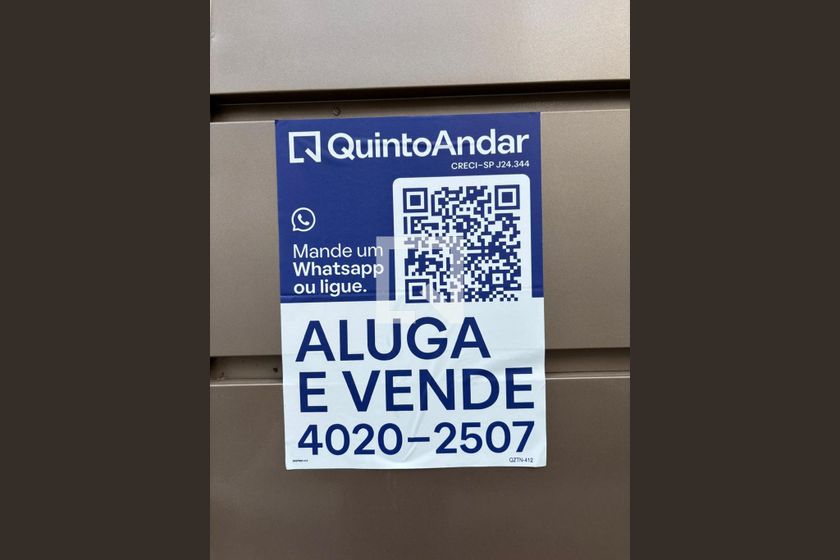 QuintoAndar
CRECI-SP J24.344
Mande um
Whatsapp
ou ligue.
ALUGA
E VENDE
4020-2507
QZTN-412